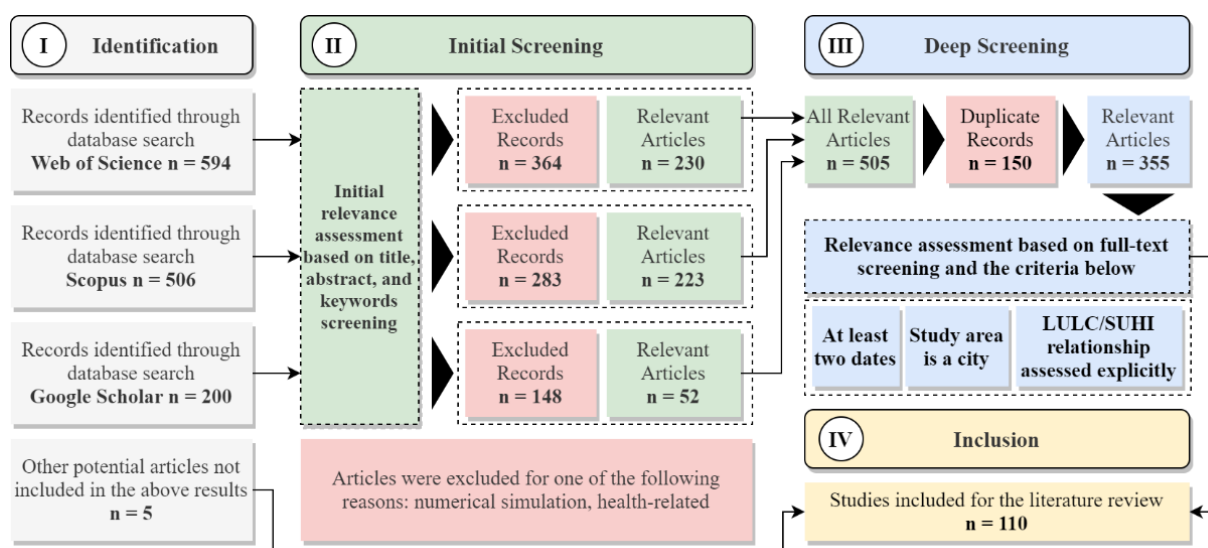 I Identification
Records identified through
database search
Web of Science n = 594
Records identified through
database search
Scopus n = 506
Records identified through
database search
Google Scholar n = 200
Other potential articles not
included in the above results
n = 5
II Initial Screening
Initial
relevance
assessment
based on title,
abstract, and
keywords
screening
Excluded
Records
n = 364
Relevant
Articles
n = 230
Excluded
Records
n = 283
Relevant
Articles
n = 223
Excluded
Records
n = 148
Relevant
Articles
n = 52
Articles were excluded for one of the following
reasons: numerical simulation, health-related
III Deep Screening
All Relevant
Articles
n = 505
Duplicate
Records
n = 150
Relevant
Articles
n = 355
Relevance assessment based on full-text
screening and the criteria below
At least
two dates
Study area
is a city
LULC/SUHI
relationship
assessed explicitly
IV Inclusion
Studies included for the literature review
n = 110